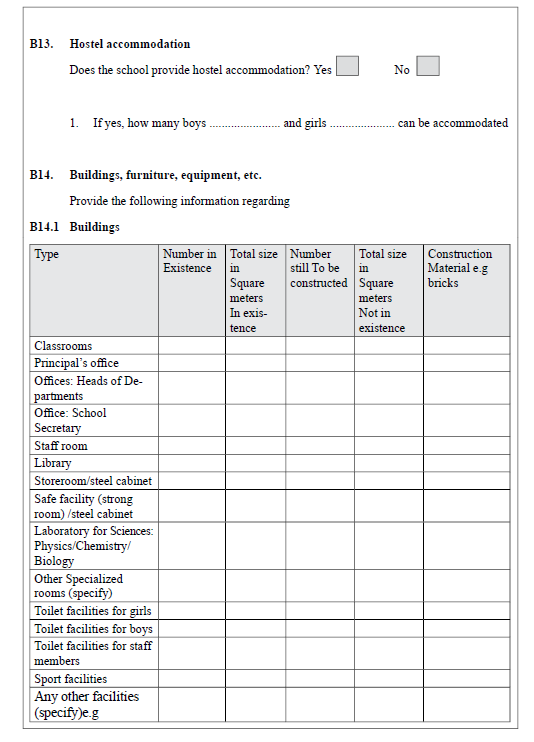 B13. Hostel accommodation
Does the school provide hostel accommodation? Yes No
1. If yes, how many boys ....................... and girls ..................... can be accommodated
B14. Buildings, furniture, equipment, etc.
Provide the following information regarding
B14.1 Buildings
Type
Number in
Existence
Total size
in
Square
meters
In exis-
tence
Number
still To be
constructed
Total size
in
Square
meters
Not in
existence
Construction
Material e.g
bricks
Classrooms
Principal's office
Offices: Heads of De-
partments
Office: School
Secretary
Staff room
Library
Storeroom/steel cabinet
Safe facility (strong
room) /steel cabinet
Laboratory for Sciences:
Physics/Chemistry/
Biology
Other Specialized
rooms (specify)
Toilet facilities for girls
Toilet facilities for boys
Toilet facilities for staff
members
Sport facilities
Any other facilities
(specify)e.g